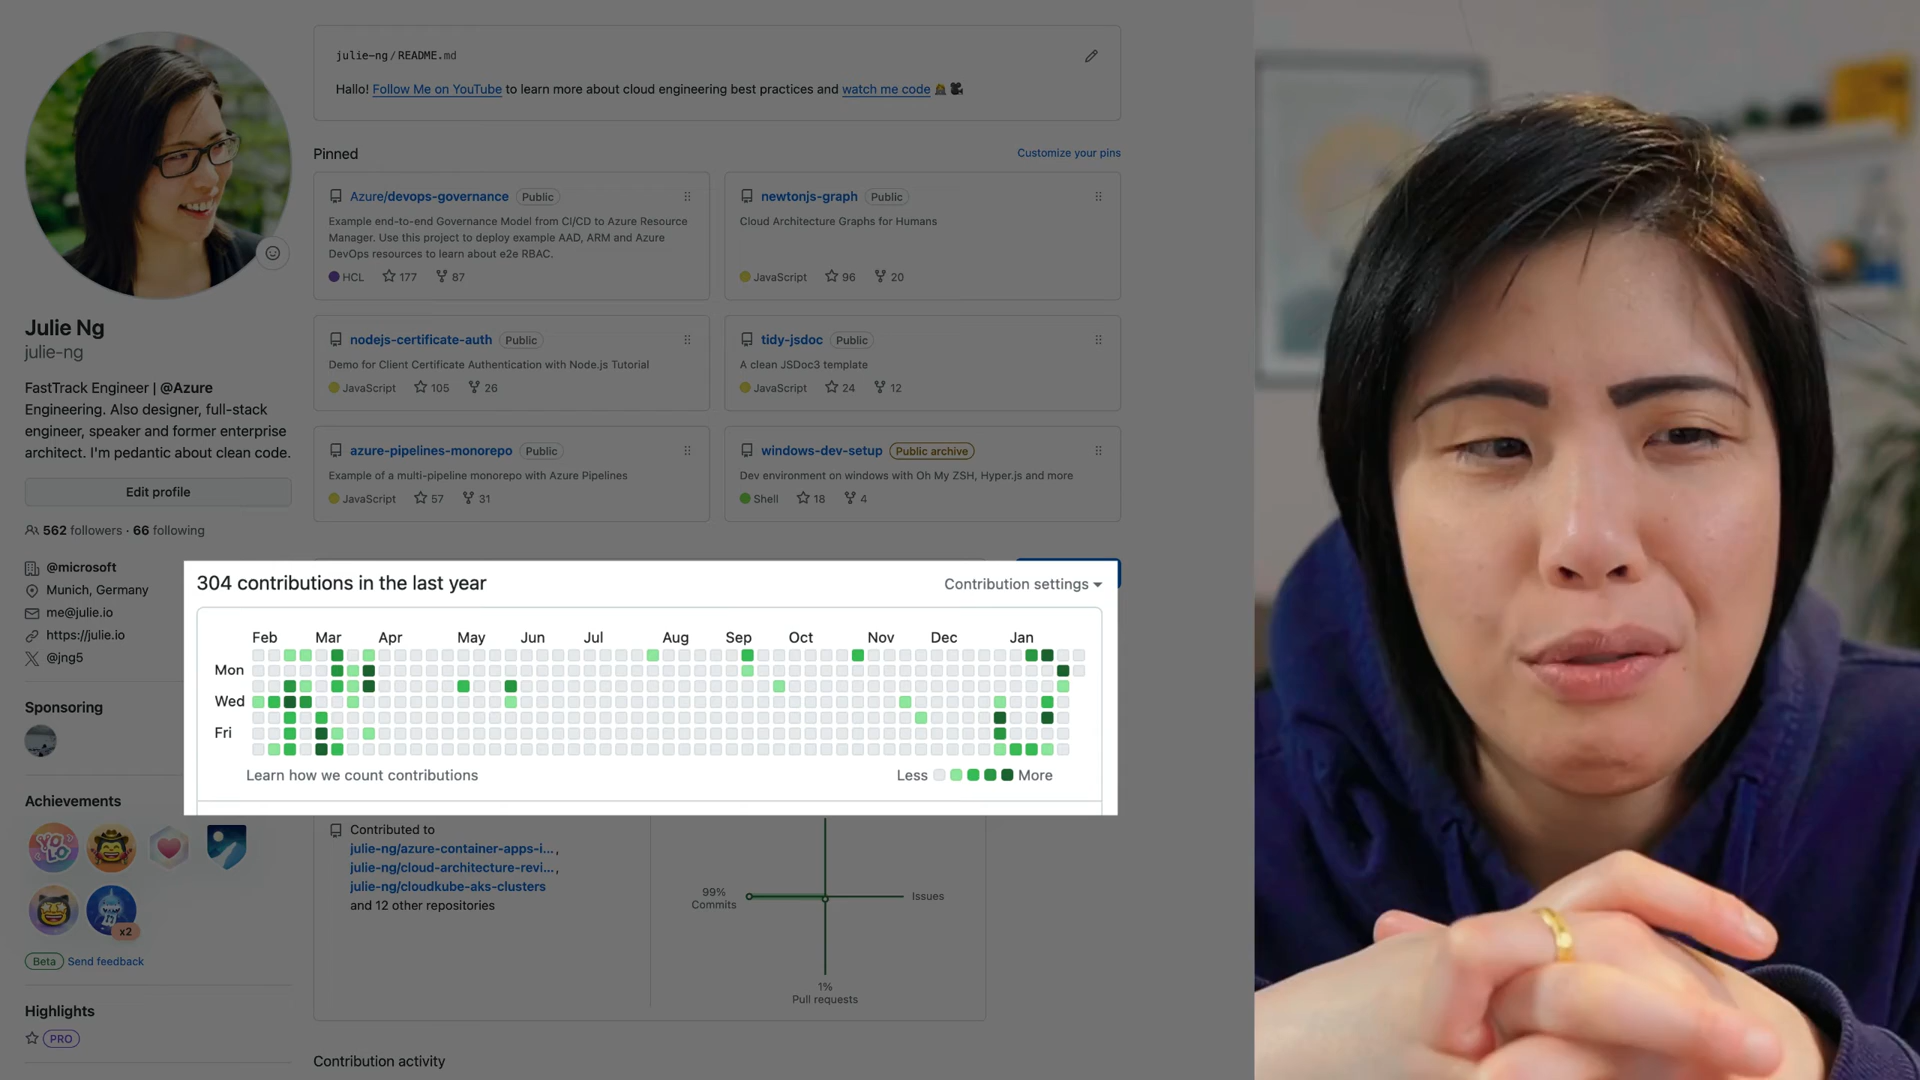 julie-ng/README.md
Hallo! Follow Me on YouTube to learn more about cloud engineering best practices and watch me code
Pinned
Customize your pins
Azure/devops-governance Public
Example end-to-end Governance Model from CI/CD to Azure Resource
Manager. Use this project to deploy example AAD, ARM and Azure
DevOps resources to learn about e2e RBAC.
HCL 177 87
newtonjs-graph Public
Cloud Architecture Graphs for Humans
JavaScript 96 20
nodejs-certificate-auth Public
Demo for Client Certificate Authentication with Node.js Tutorial
JavaScript 105 26
tidy-jsdoc Public
A clean JSDoc3 template
JavaScript 24 12
azure-pipelines-monorepo Public
Example of a multi-pipeline monorepo with Azure Pipelines
JavaScript 57 31
windows-dev-setup Public archive
Dev environment on windows with Oh My ZSH, Hyper.js and more
Shell 18 4
Julie Ng
julie-ng
FastTrack Engineer | @Azure
Engineering. Also designer, full-stack
engineer, speaker and former enterprise
architect. I'm pedantic about clean code.
Edit profile
562 followers · 66 following
@microsoft
Munich, Germany
me@julie.io
https://julie.io
@jng5
Sponsoring
Achievements
YOLO
x2
Beta Send feedback
Highlights
PRO
304 contributions in the last year
Contribution settings
Feb Mar Apr May Jun Jul Aug Sep Oct Nov Dec Jan
Mon
Wed
Fri
Learn how we count contributions
Less More
Contributed to
julie-ng/azure-container-apps-i... ,
julie-ng/cloud-architecture-revi... ,
julie-ng/cloudkube-aks-clusters
and 12 other repositories
99%
Commits
Issues
1%
Pull requests
Contribution activity